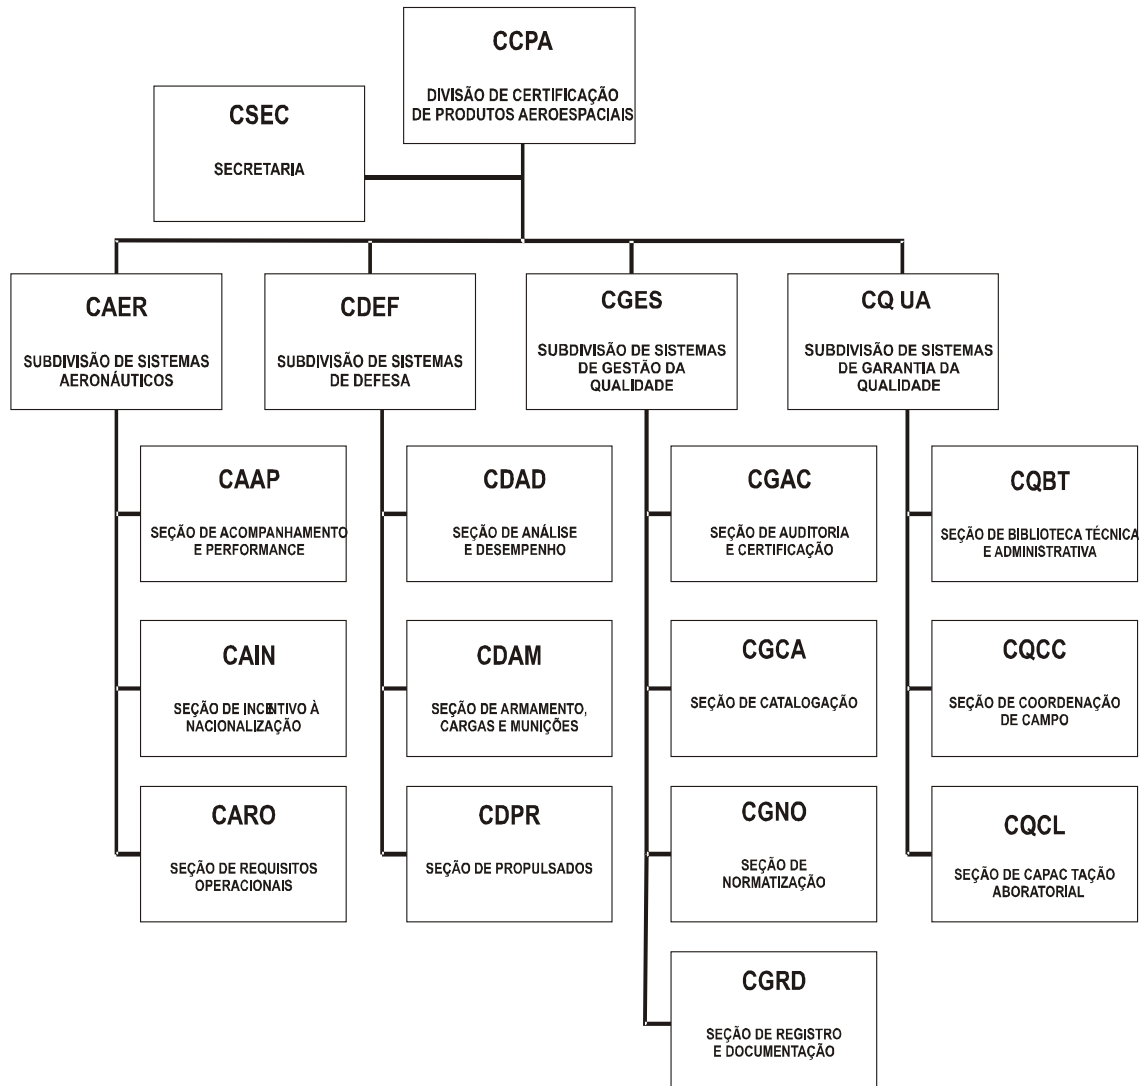 CCPA
DIVISÃO DE CERTIFICAÇÃO
DE PRODUTOS AEROESPACIAIS
CSEC
SECRETARIA
CAER
SUBDIVISÃO DE SISTEMAS
AERONÁUTICOS
CDEF
SUBDIVISÃO DE SISTEMAS
DE DEFESA
CGES
SUBDIVISÃO DE SISTEMAS
DE GESTÃO DA
QUALIDADE
CQ UA
SUBDIVISÃO DE SISTEMAS
DE GARANTIA DA
QUALIDADE
CAAP
SEÇÃO DE ACOMPANHAMENTO
E PERFORMANCE
CDAD
SEÇÃO DE ANÁLISE
E DESEMPENHO
CGAC
SEÇÃO DE AUDITORIA
E CERTIFICAÇÃO
CQBT
SEÇÃO DE BIBLIOTECA TÉCNICA
E ADMINISTRATIVA
CAIN
SEÇÃO DE INCENTIVO À
NACIONALIZAÇÃO
CDAM
SEÇÃO DE ARMAMENTO,
CARGAS E MUNIÇÕES
CGCA
SEÇÃO DE CATALOGAÇÃO
CQCC
SEÇÃO DE COORDENAÇÃO
DE CAMPO
CARO
SEÇÃO DE REQUISITOS
OPERACIONAIS
CDPR
SEÇÃO DE PROPULSADOS
CGNO
SEÇÃO DE
NORMATIZAÇÃO
CQCL
SEÇÃO DE CAPAC TAÇÃO
ABORATORIAL
CGRD
SEÇÃO DE REGISTRO
E DOCUMENTAÇÃO